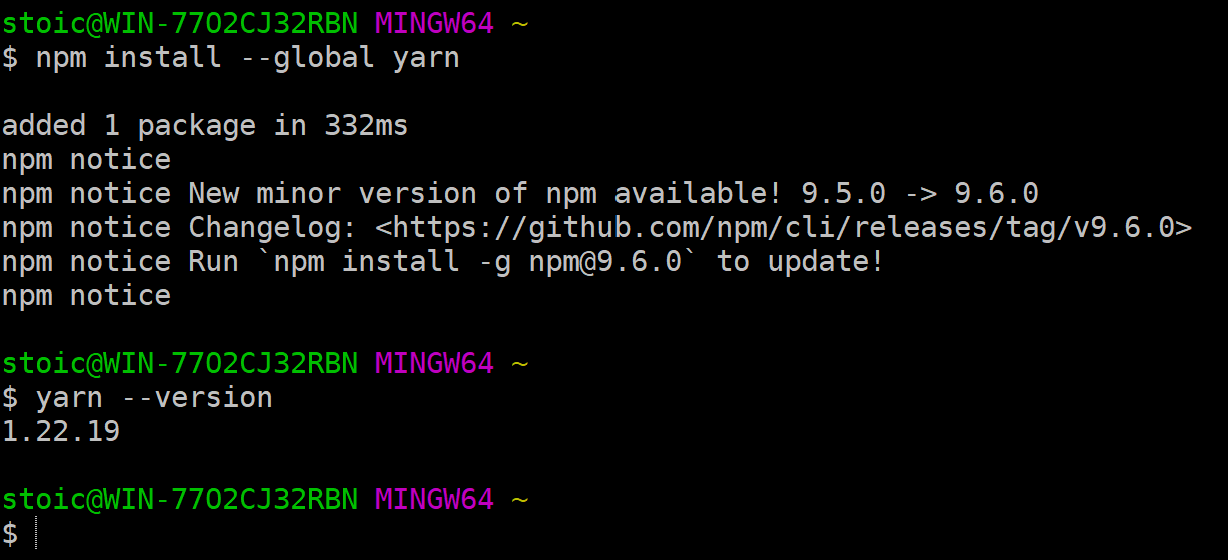 stoic@WIN-77O2CJ32RBN MINGW64 ~
$ npm install --global yarn
added 1 package in 332ms
npm notice
npm notice New minor version of npm available! 9.5.0 -> 9.6.0
npm notice Changelog: <https://github.com/npm/cli/releases/tag/v9.6.0>
npm notice Run `npm install -g npm@9.6.0` to update!
npm notice
stoic@WIN-77O2CJ32RBN MINGW64 ~
$ yarn --version
1.22.19
stoic@WIN-77O2CJ32RBN MINGW64 ~
$